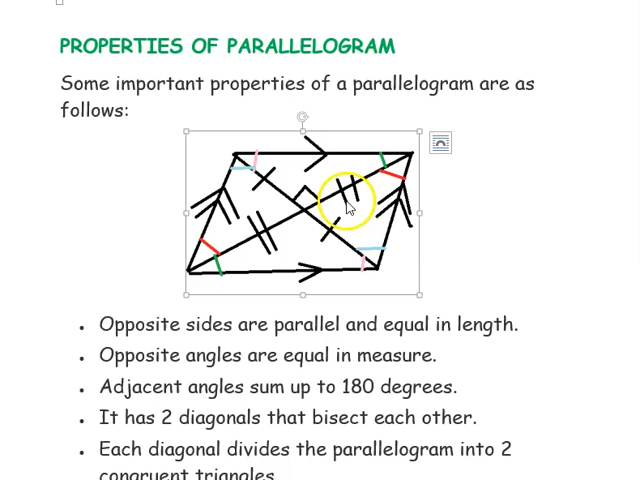 PROPERTIES OF PARALLELOGRAM
Some important properties of a parallelogram are as
follows:
• Opposite sides are parallel and equal in length.
• Opposite angles are equal in measure.
• Adjacent angles sum up to 180 degrees.
• It has 2 diagonals that bisect each other.
• Each diagonal divides the parallelogram into 2
congruent triangles